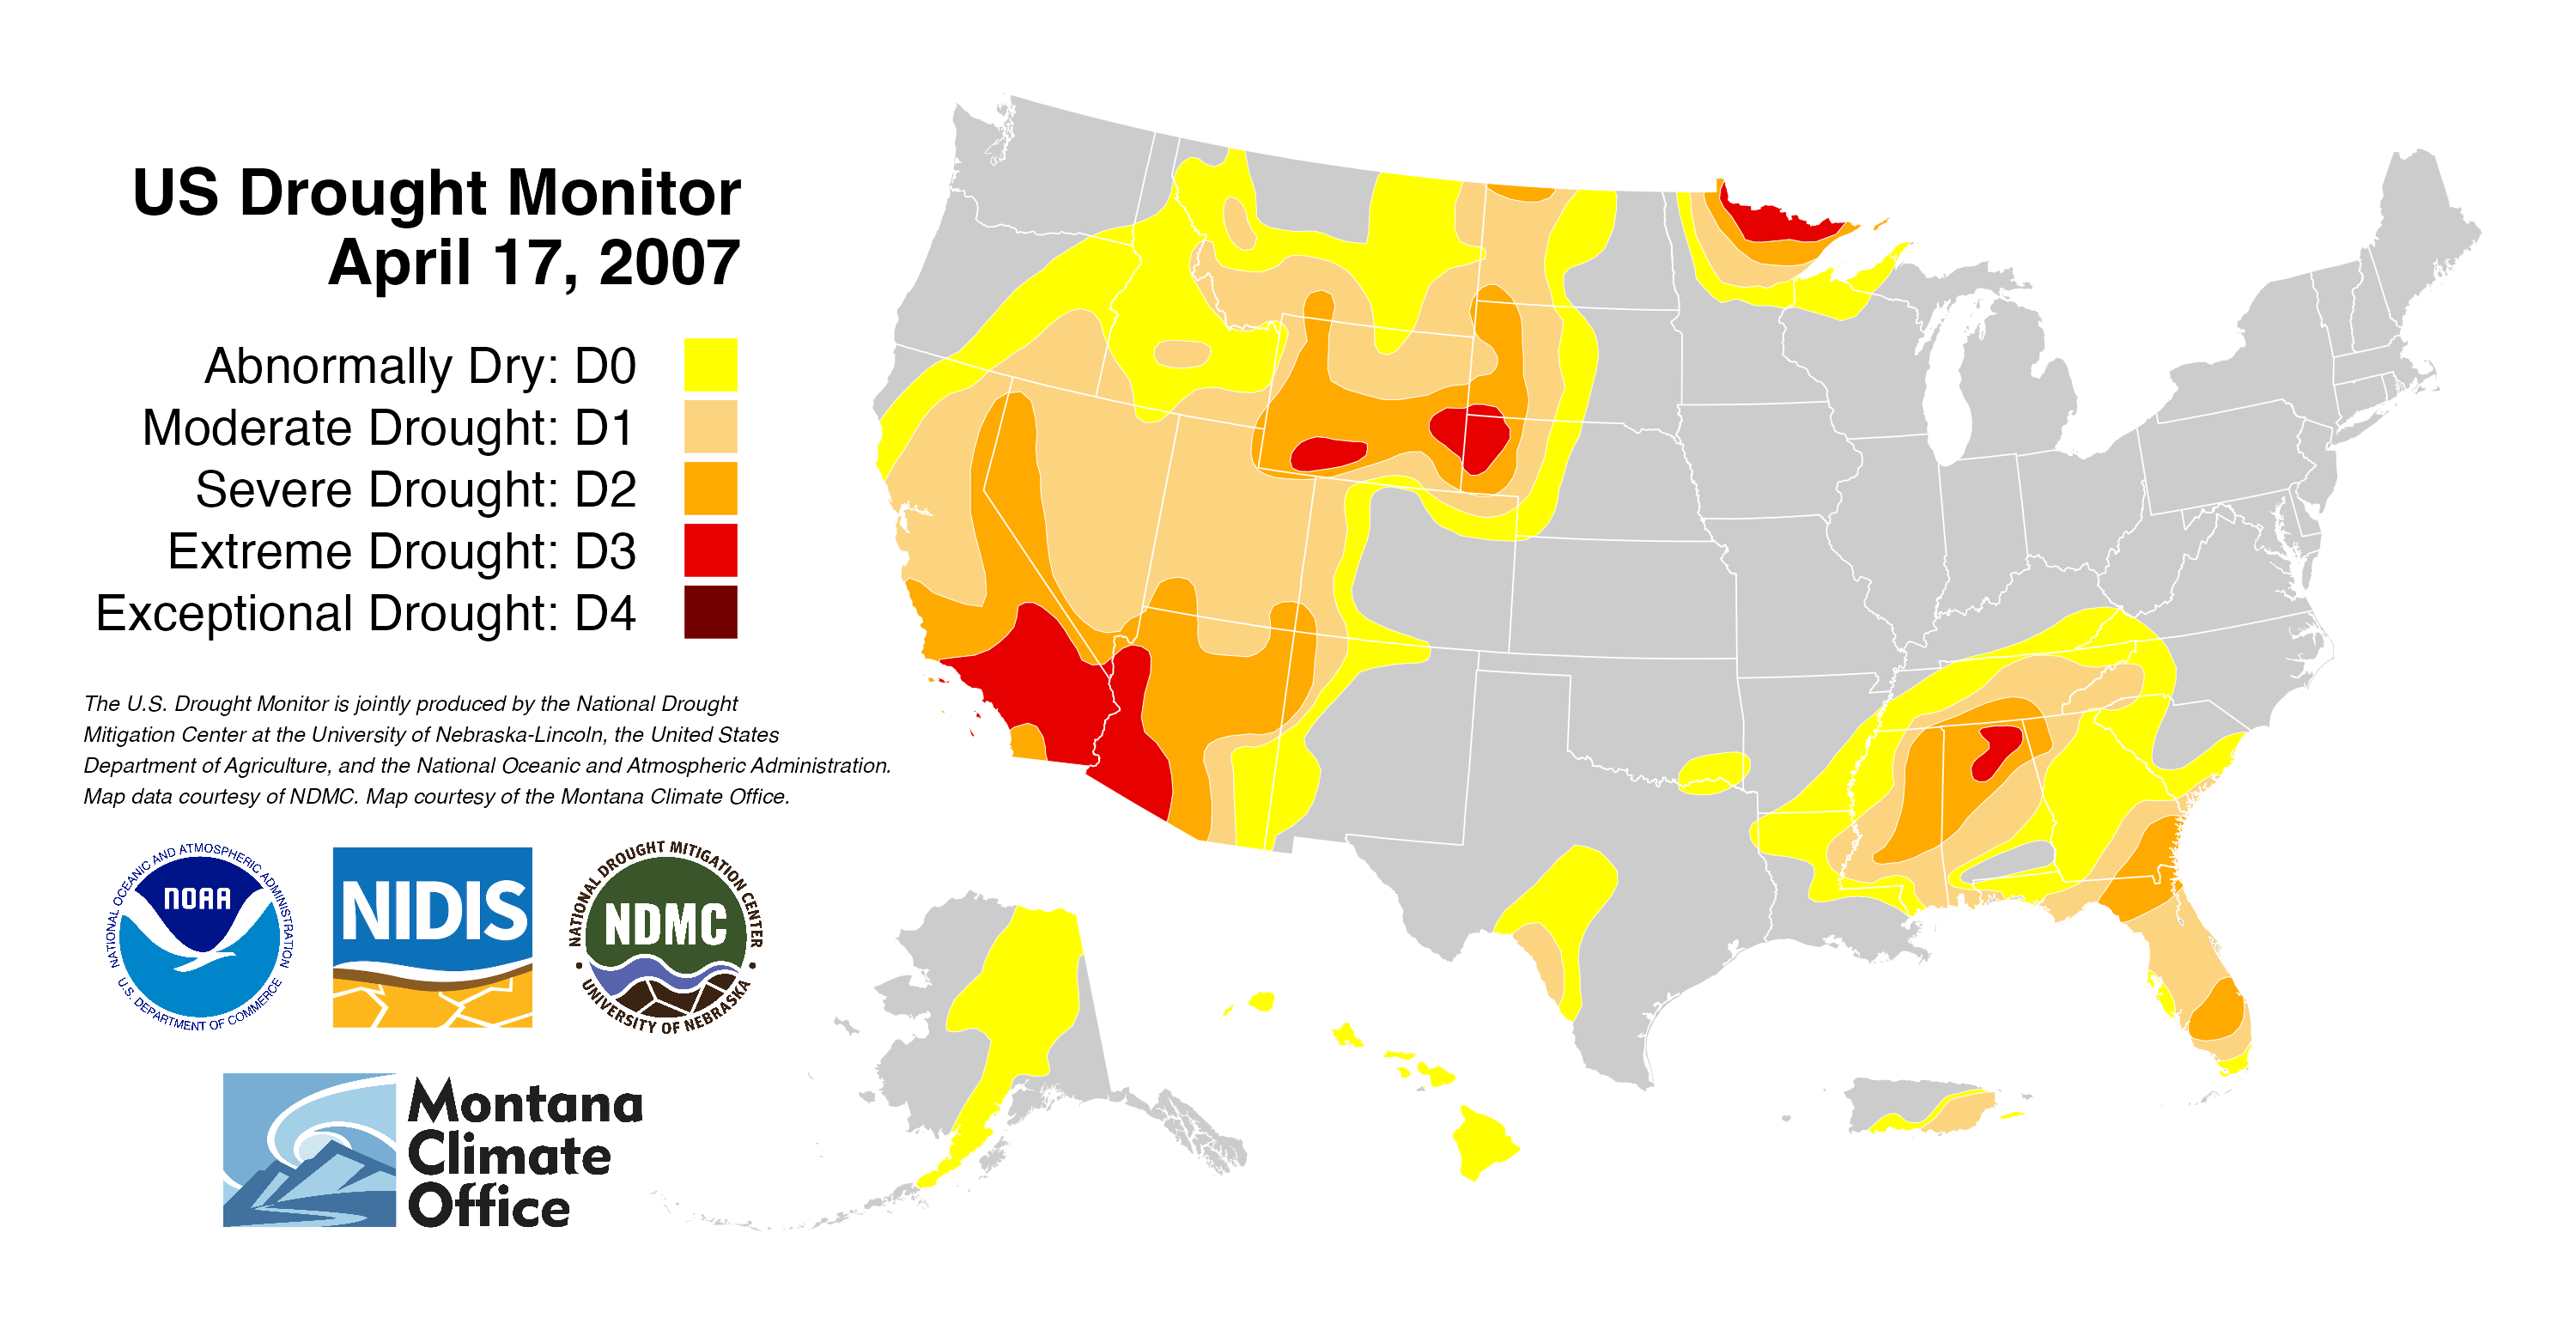 US Drought Monitor
April 17, 2007
Abnormally Dry: D0
Moderate Drought: D1
Severe Drought: D2
Extreme Drought: D3
Exceptional Drought: D4
The U.S. Drought Monitor is jointly produced by the National Drought
Mitigation Center at the University of Nebraska-Lincoln, the United States
Department of Agriculture, and the National Oceanic and Atmospheric Administration.
Map data courtesy of NDMC. Map courtesy of the Montana Climate Office.
NATIONAL OCEANIC AND ATMOSPHERIC ADMINISTRATION
NOAA
U.S. DEPARTMENT OF COMMERCE
NIDIS
NATIONAL DROUGHT MITIGATION CENTER
NDMC
UNIVERSITY OF NEBRASKA
Montana
Climate
Office